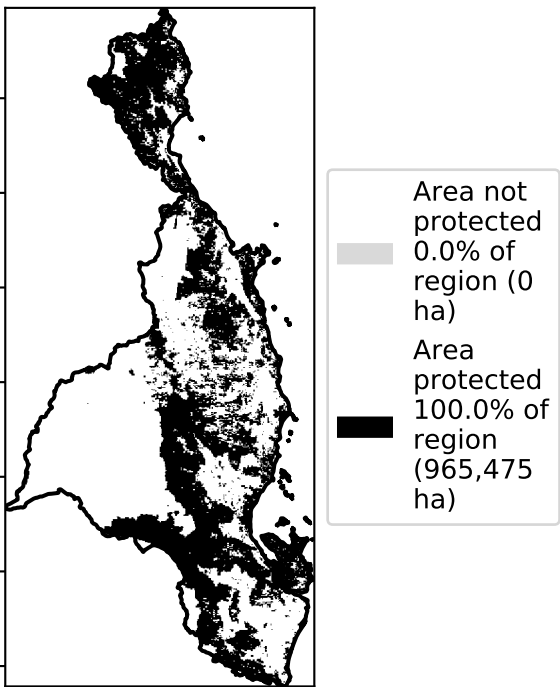 Area not
protected
0.0% of
region (0
ha)
Area
protected
100.0% of
region
(965,475
ha)